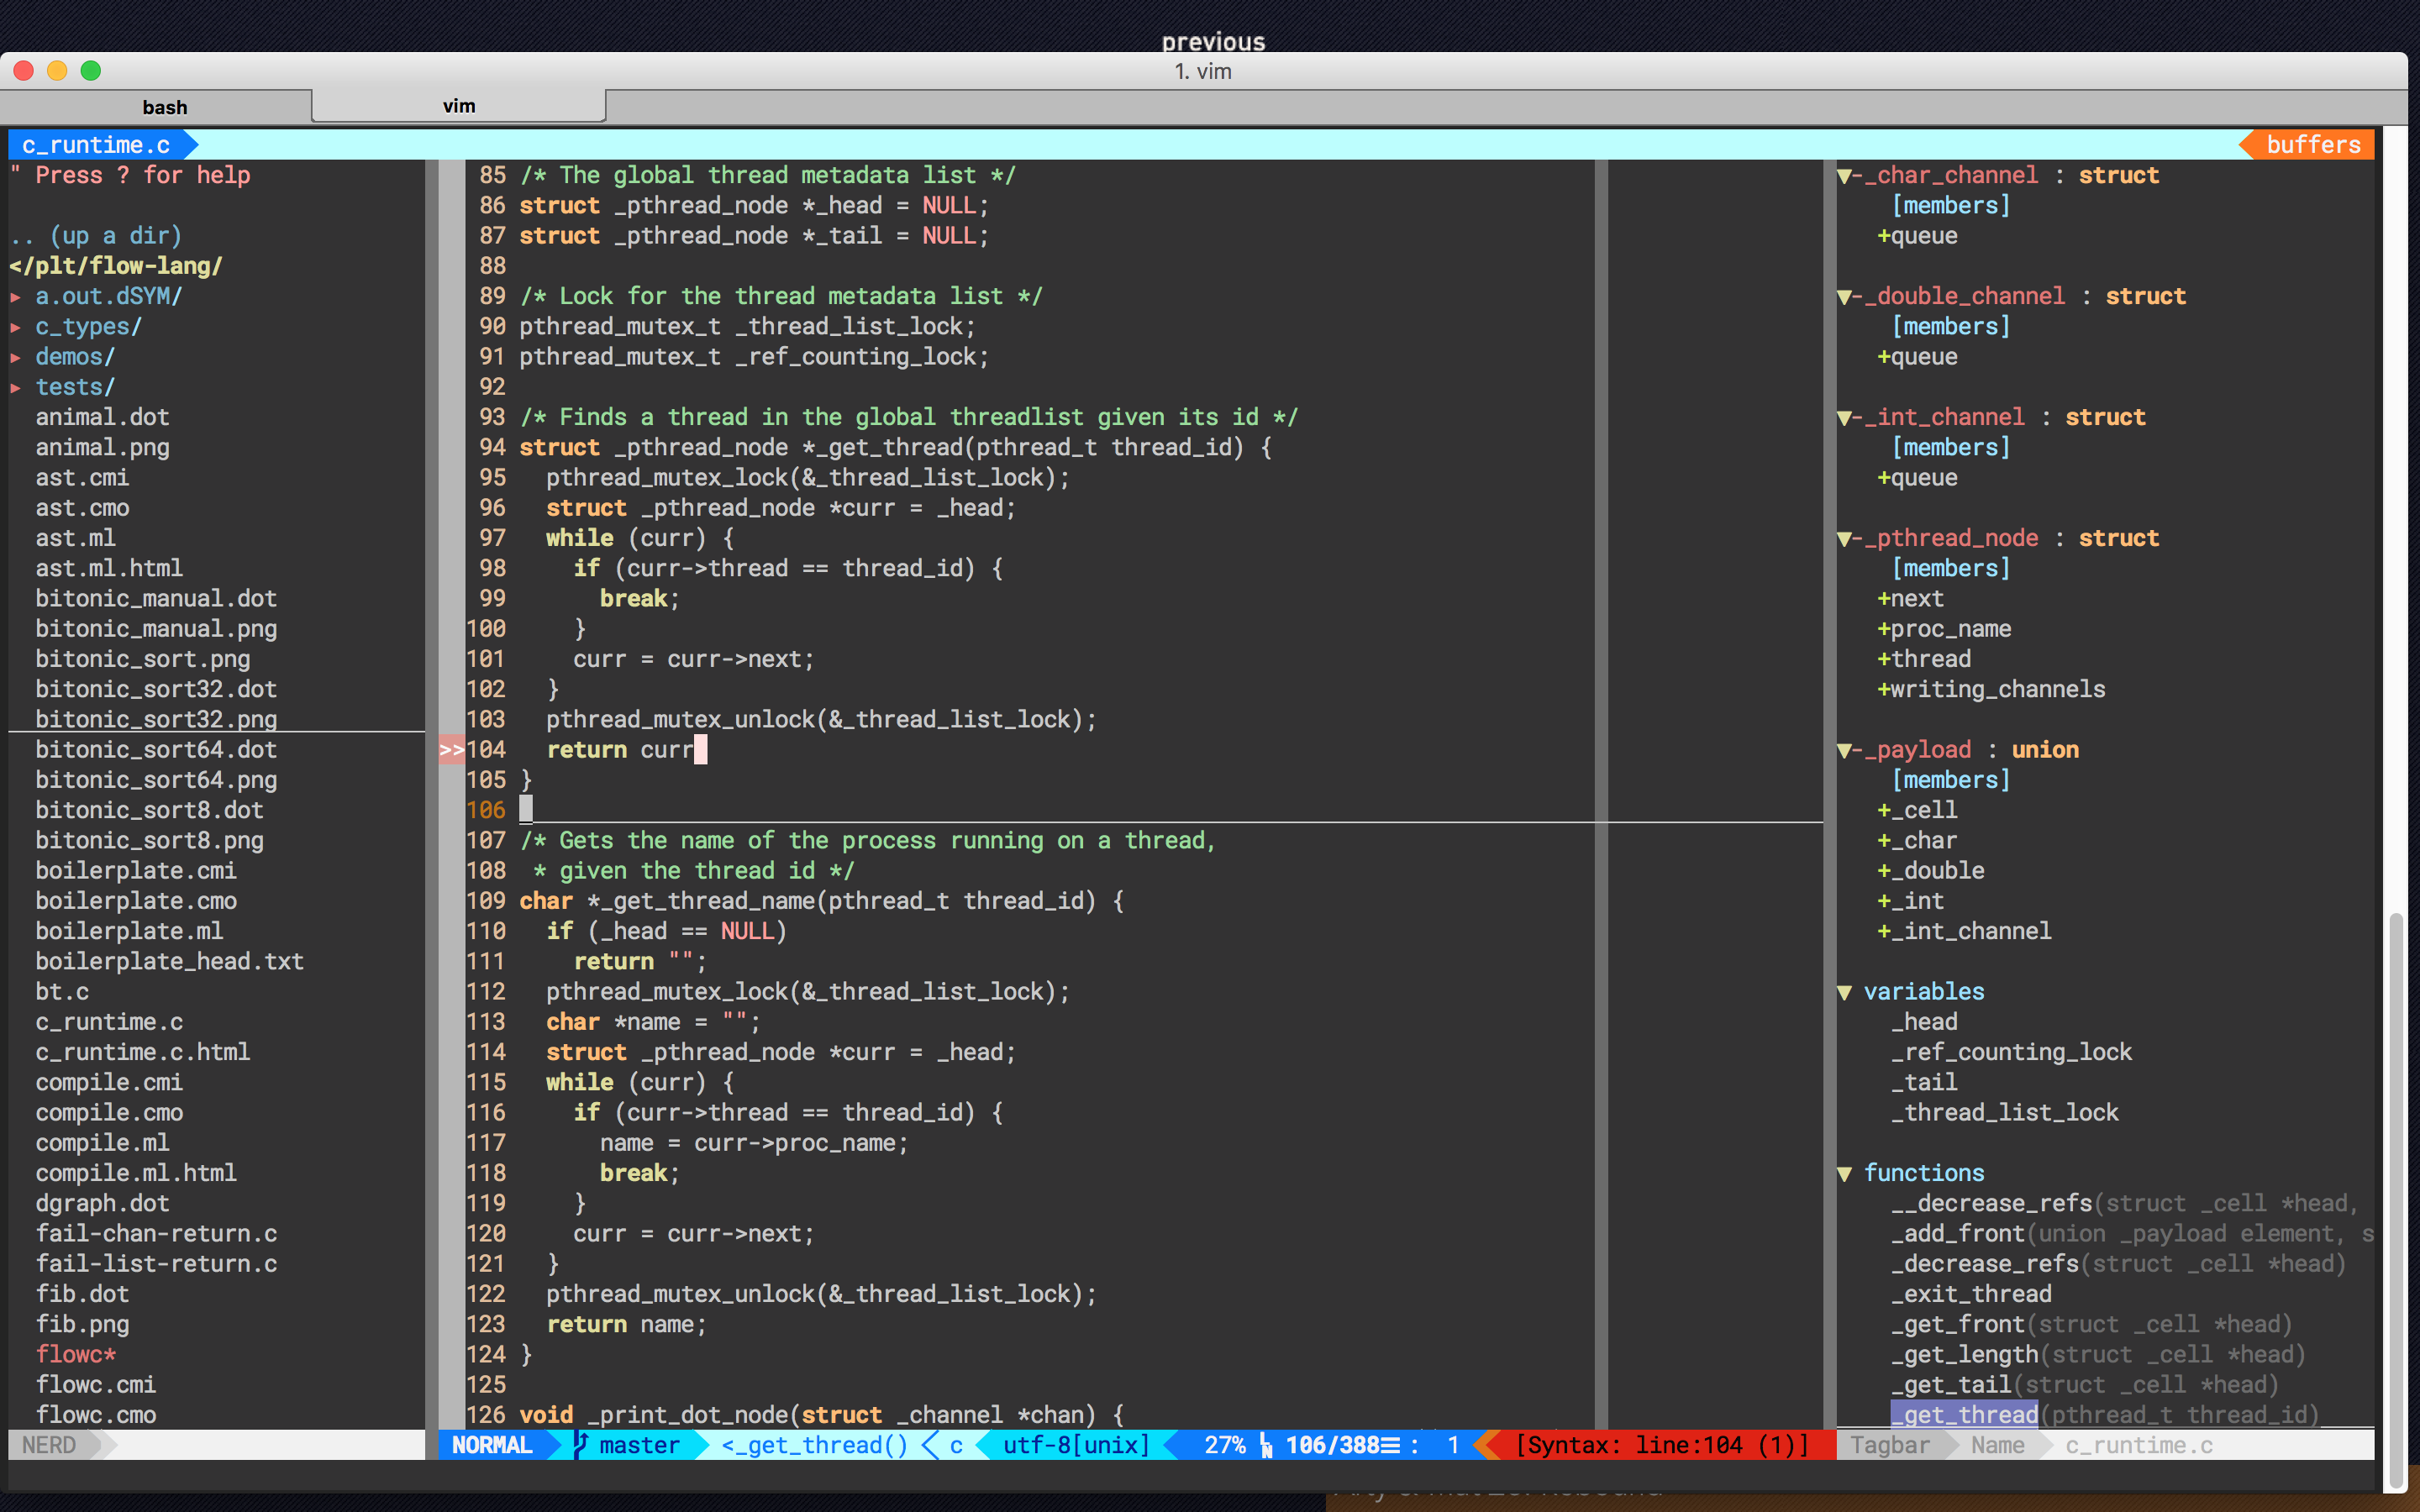 previous
1. vim
bash
vim
c_runtime.c
buffers
" Press ? for help
.. (up a dir)
</plt/flow-lang/
▸ a.out.dSYM/
▸ c_types/
▸ demos/
▸ tests/
animal.dot
animal.png
ast.cmi
ast.cmo
ast.ml
ast.ml.html
bitonic_manual.dot
bitonic_manual.png
bitonic_sort.png
bitonic_sort32.dot
bitonic_sort32.png
bitonic_sort64.dot
bitonic_sort64.png
bitonic_sort8.dot
bitonic_sort8.png
boilerplate.cmi
boilerplate.cmo
boilerplate.ml
boilerplate_head.txt
bt.c
c_runtime.c
c_runtime.c.html
compile.cmi
compile.cmo
compile.ml
compile.ml.html
dgraph.dot
fail-chan-return.c
fail-list-return.c
fib.dot
fib.png
flowc*
flowc.cmi
flowc.cmo
85 /* The global thread metadata list */
86 struct _pthread_node *_head = NULL;
87 struct _pthread_node *_tail = NULL;
88
89 /* Lock for the thread metadata list */
90 pthread_mutex_t _thread_list_lock;
91 pthread_mutex_t _ref_counting_lock;
92
93 /* Finds a thread in the global threadlist given its id */
94 struct _pthread_node *_get_thread(pthread_t thread_id) {
95   pthread_mutex_lock(&_thread_list_lock);
96   struct _pthread_node *curr = _head;
97   while (curr) {
98     if (curr->thread == thread_id) {
99       break;
100     }
101     curr = curr->next;
102   }
103   pthread_mutex_unlock(&_thread_list_lock);
>>104   return curr
105 }
106
107 /* Gets the name of the process running on a thread,
108  * given the thread id */
109 char *_get_thread_name(pthread_t thread_id) {
110   if (_head == NULL)
111     return "";
112   pthread_mutex_lock(&_thread_list_lock);
113   char *name = "";
114   struct _pthread_node *curr = _head;
115   while (curr) {
116     if (curr->thread == thread_id) {
117       name = curr->proc_name;
118       break;
119     }
120     curr = curr->next;
121   }
122   pthread_mutex_unlock(&_thread_list_lock);
123   return name;
124 }
125
126 void _print_dot_node(struct _channel *chan) {
▼-_char_channel : struct
[members]
+queue
▼-_double_channel : struct
[members]
+queue
▼-_int_channel : struct
[members]
+queue
▼-_pthread_node : struct
[members]
+next
+proc_name
+thread
+writing_channels
▼-_payload : union
[members]
+_cell
+_char
+_double
+_int
+_int_channel
▼ variables
_head
_ref_counting_lock
_tail
_thread_list_lock
▼ functions
__decrease_refs(struct _cell *head,
_add_front(union _payload element, s
_decrease_refs(struct _cell *head)
_exit_thread
_get_front(struct _cell *head)
_get_length(struct _cell *head)
_get_tail(struct _cell *head)
_get_thread(pthread_t thread_id)
NERD
NORMAL master <_get_thread() c utf-8[unix] 27% LN 106/388☰ : 1 [Syntax: line:104 (1)]
Tagbar Name c_runtime.c